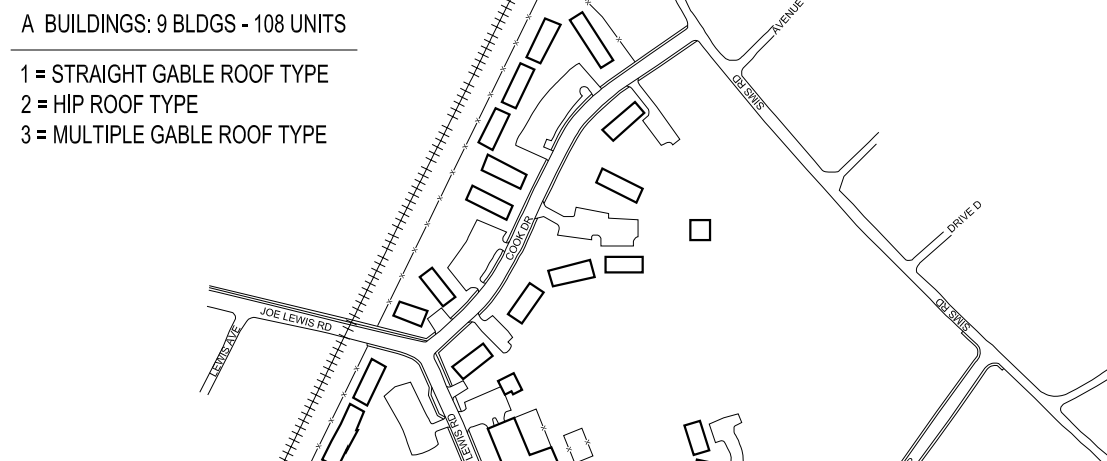 A BUILDINGS: 9 BLDGS - 108 UNITS
1 = STRAIGHT GABLE ROOF TYPE
2 = HIP ROOF TYPE
3 = MULTIPLE GABLE ROOF TYPE
AVENUE
SIMS RD
COOK DR
DRIVE D
SIMS RD
JOE LEWIS RD
LEWIS AVE
LEWIS RD